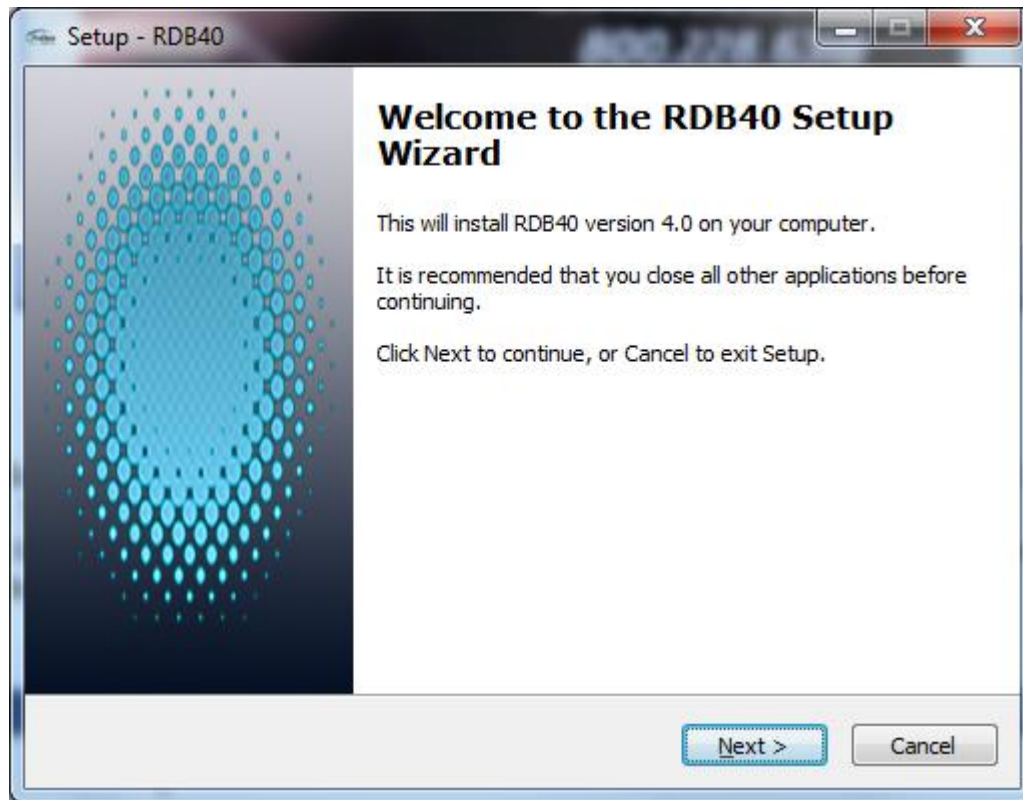 Setup - RDB40
Welcome to the RDB40 Setup
Wizard
This will install RDB40 version 4.0 on your computer.
It is recommended that you close all other applications before
continuing.
Click Next to continue, or Cancel to exit Setup.
Next >
Cancel